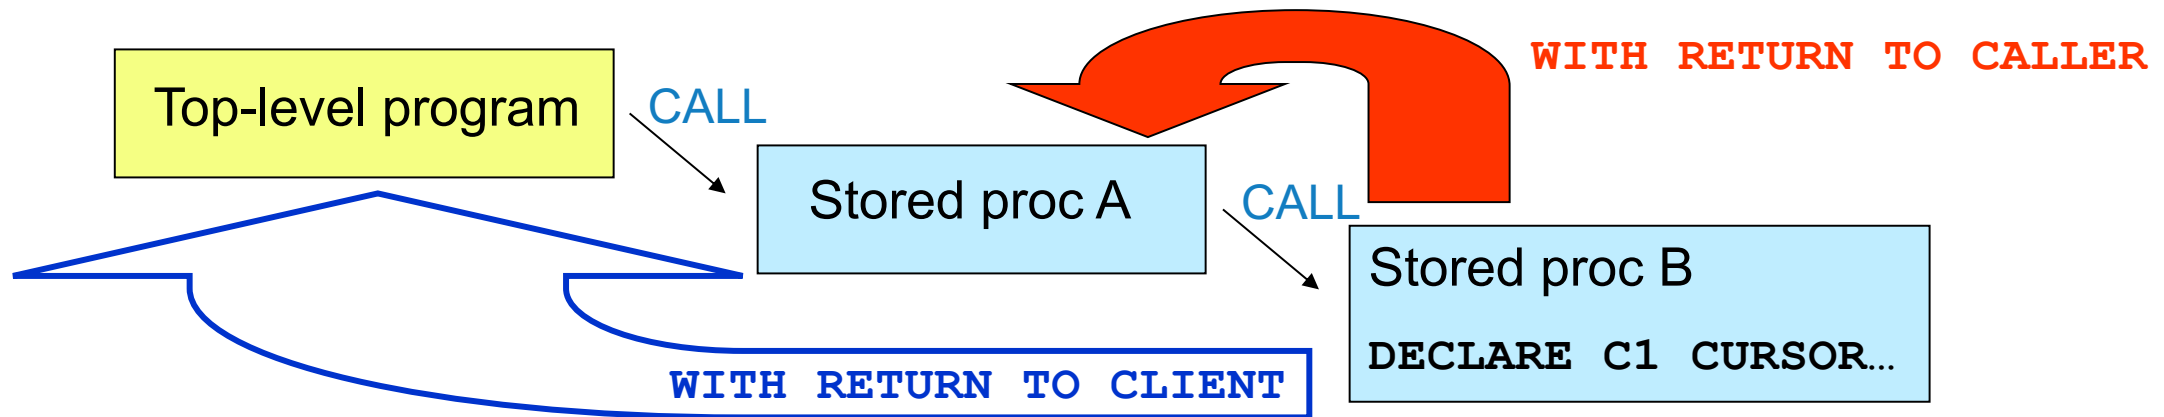 WITH RETURN TO CALLER
Top-level program
CALL
Stored proc A
CALL
Stored proc B
DECLARE C1 CURSOR…
WITH RETURN TO CLIENT